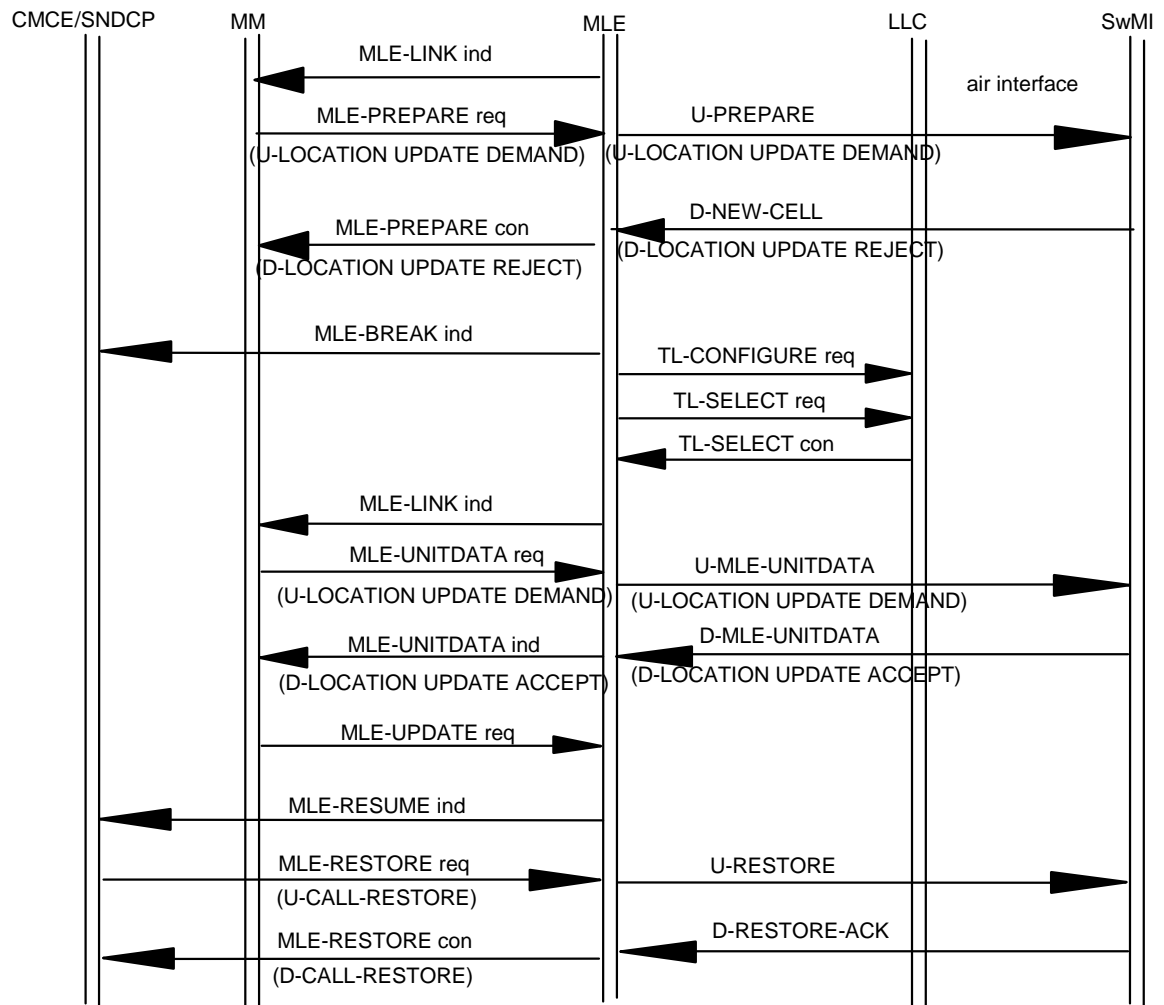 CMCE/SNDCP MM MLE LLC SwMI
MLE-LINK ind
air interface
MLE-PREPARE req U-PREPARE
(U-LOCATION UPDATE DEMAND) (U-LOCATION UPDATE DEMAND)
D-NEW-CELL
MLE-PREPARE con
(D-LOCATION UPDATE REJECT)
(D-LOCATION UPDATE REJECT)
MLE-BREAK ind
TL-CONFIGURE req
TL-SELECT req
TL-SELECT con
MLE-LINK ind
MLE-UNITDATA req
U-MLE-UNITDATA
(U-LOCATION UPDATE DEMAND) (U-LOCATION UPDATE DEMAND)
D-MLE-UNITDATA
MLE-UNITDATA ind
(D-LOCATION UPDATE ACCEPT)
(D-LOCATION UPDATE ACCEPT)
MLE-UPDATE req
MLE-RESUME ind
MLE-RESTORE req U-RESTORE
(U-CALL-RESTORE)
D-RESTORE-ACK
MLE-RESTORE con
(D-CALL-RESTORE)